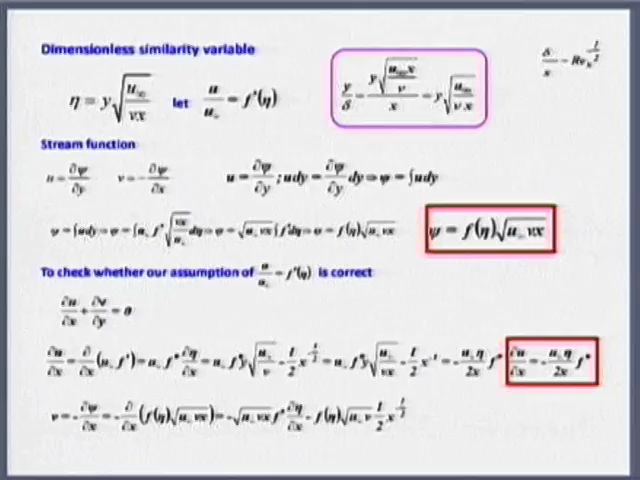 Dimensionless similarity variable
η = y√(u∞/νx) let u/u∞ = f'(η)
y/δ = y√(u∞x/ν)/x = y√(u∞/νx)
δ/x ~ Re_x^(-1/2)
Stream function
u = ∂ψ/∂y v = -∂ψ/∂x u = ∂ψ/∂y ; udy = ∂ψ/∂y dy ⇒ ψ = ∫udy
ψ = ∫udy ⇒ ψ = ∫u∞ f' √(νx/u∞) dη ⇒ ψ = √(u∞νx) ∫f'dη ⇒ ψ = f(η)√(u∞νx)
ψ = f(η)√(u∞νx)
To check whether our assumption of u/u∞ = f'(η) is correct
∂u/∂x + ∂v/∂y = 0
∂u/∂x = ∂/∂x (u∞ f') = u∞ f'' ∂η/∂x = u∞ f'' y√(u∞/ν) - 1/2 x^(-3/2) = u∞ f'' y√(u∞/νx) - 1/2 x^-1 = -u∞η/2x f''
∂u/∂x = -u∞η/2x f''
v = -∂ψ/∂x = -∂/∂x (f(η)√(u∞νx)) = -√(u∞νx) f' ∂η/∂x - f(η)√(u∞ν) 1/2 x^(-1/2)